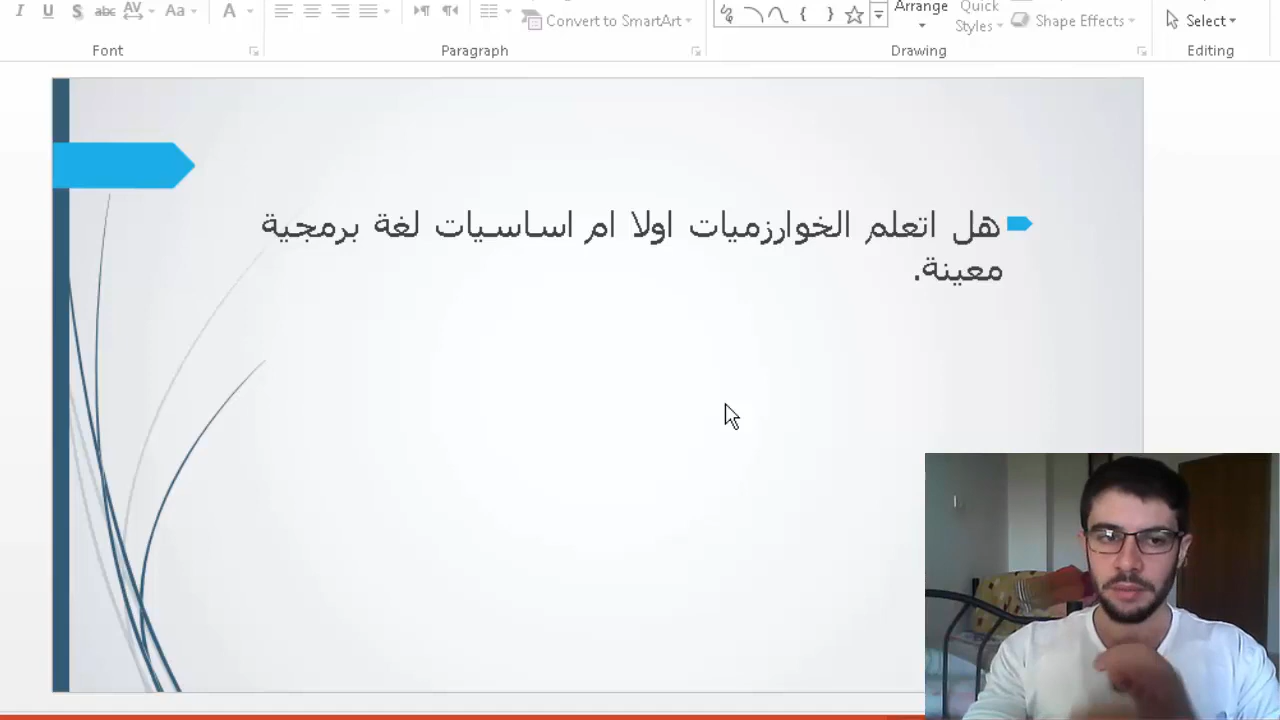 Convert to SmartArt
Arrange
Quick
Styles
Shape Effects
Select
Font
Paragraph
Drawing
Editing
هل اتعلم الخوارزميات اولا ام اساسيات لغة برمجية
معينة.